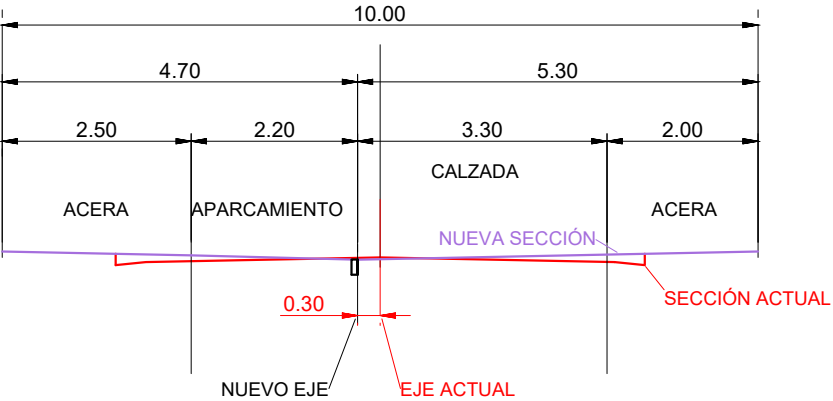 10.00
4.70
5.30
2.50
2.20
3.30
2.00
CALZADA
ACERA
APARCAMIENTO
ACERA
NUEVA SECCIÓN
SECCIÓN ACTUAL
0.30
NUEVO EJE
EJE ACTUAL